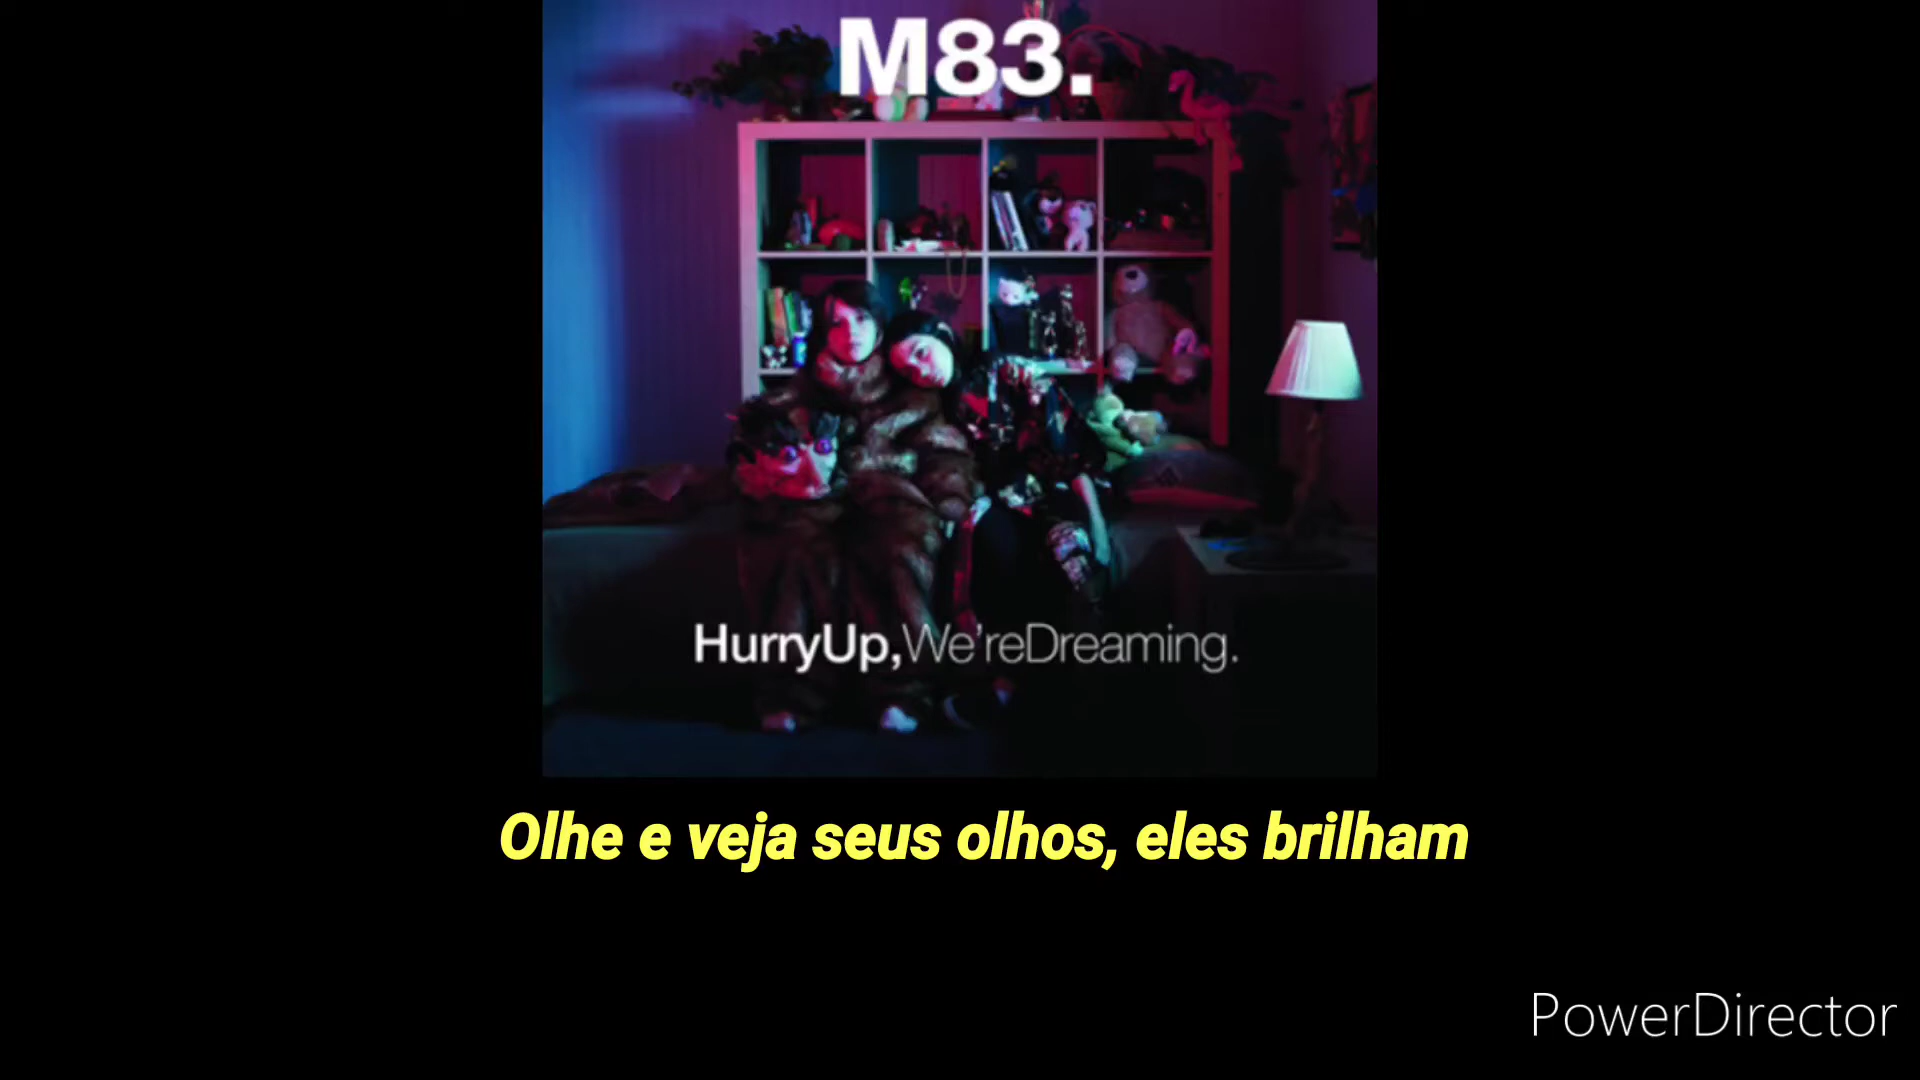 M83.
HurryUp,We'reDreaming.
Olhe e veja seus olhos, eles brilham
PowerDirector